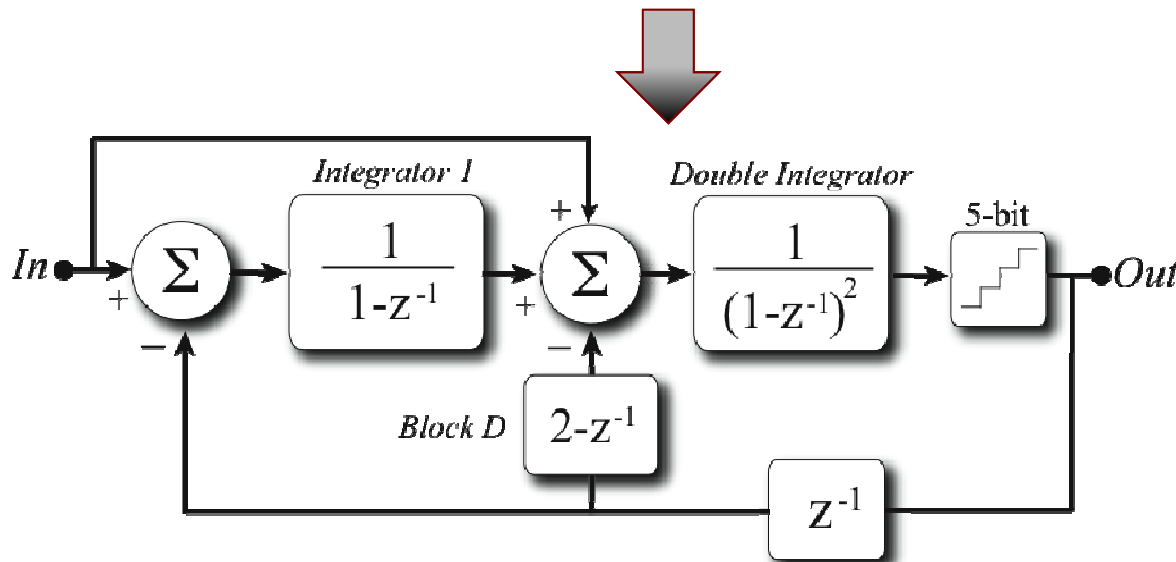 Integrator 1
Double Integrator
5-bit
In
+
Σ
1
1-z⁻¹
+
+
Σ
1
(1-z⁻¹)²
Out
−
−
Block D
2-z⁻¹
z⁻¹